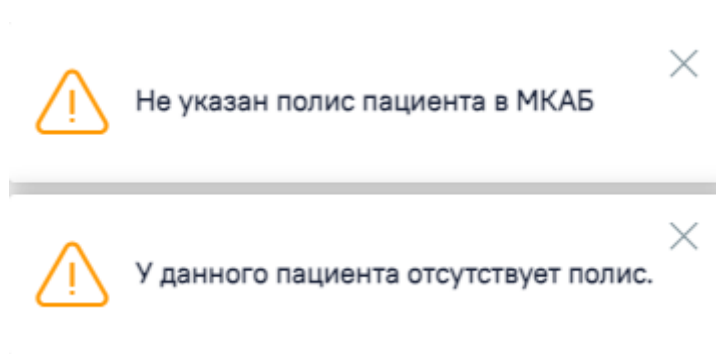 Не указан полис пациента в МКАБ
У данного пациента отсутствует полис.